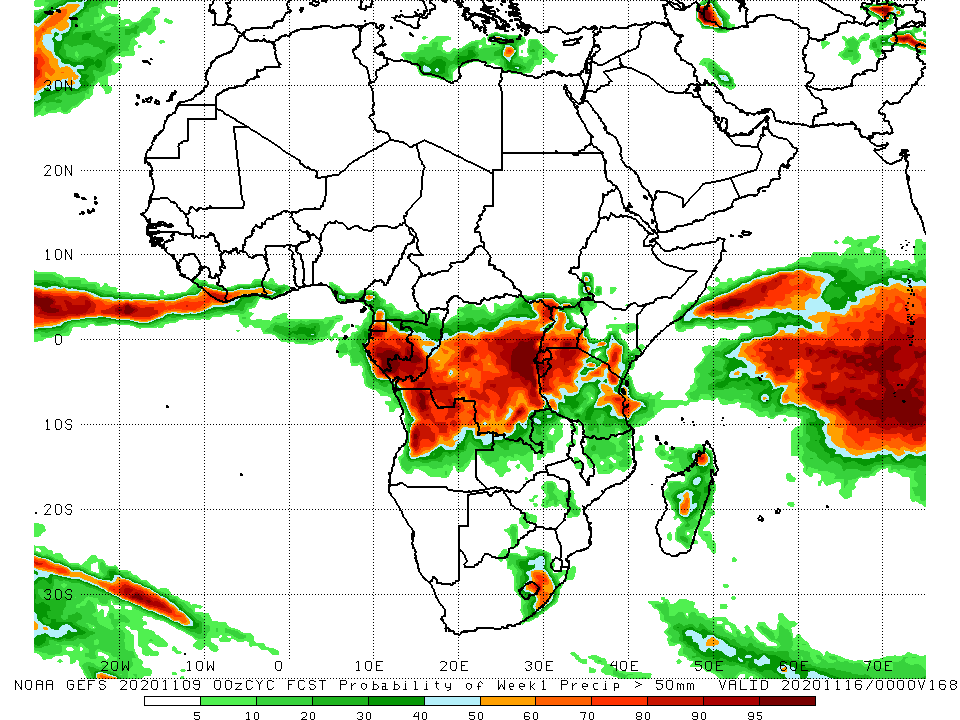 30N
20N
10N
0
10S
20S
30S
20W 10W 0 10E 20E 30E 40E 50E 60E 70E
NOAA GEFS 20201109 00zCYC FCST Probability of Week1 Precip > 50mm VALID 20201116/0000V168
5 10 20 30 40 50 60 70 80 90 95